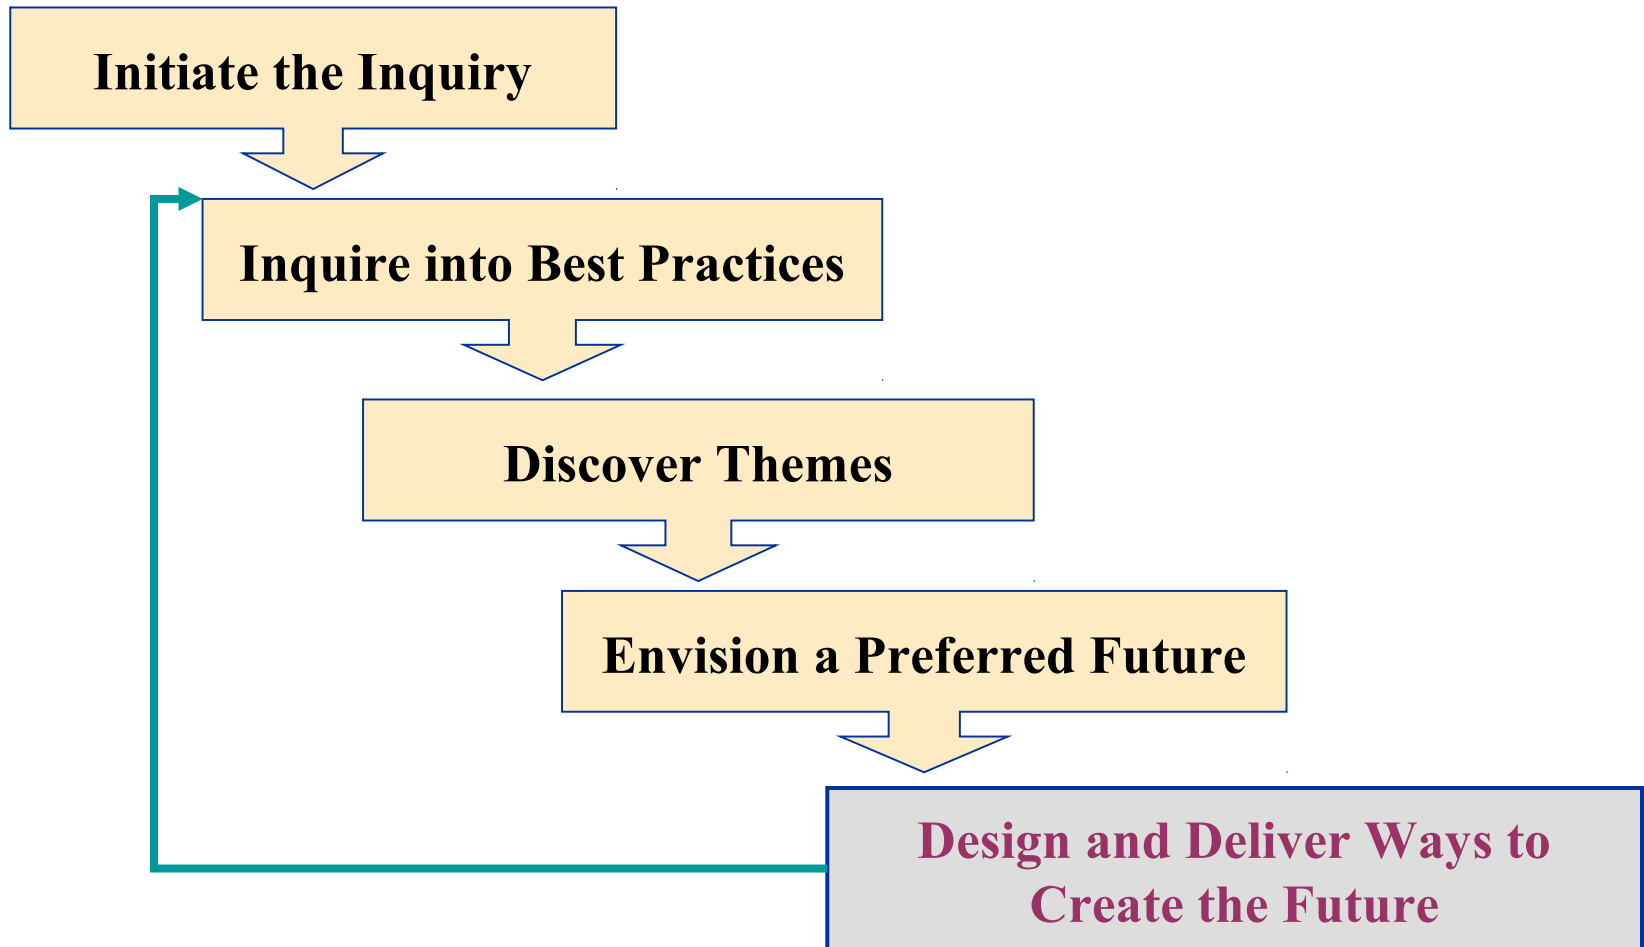 Initiate the Inquiry
Inquire into Best Practices
Discover Themes
Envision a Preferred Future
Design and Deliver Ways to
Create the Future